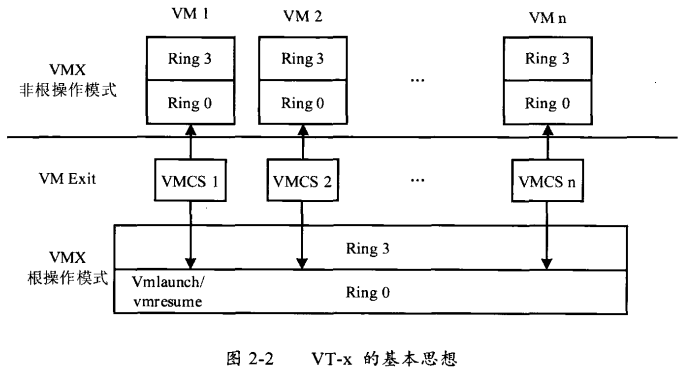 VM 1 VM 2 VM n
VMX
非根操作模式
Ring 3 Ring 3 ... Ring 3
Ring 0 Ring 0 Ring 0
VM Exit VMCS 1 VMCS 2 ... VMCS n
VMX
根操作模式
Ring 3
Vmlaunch/
vmresume
Ring 0
图 2-2 VT-x 的基本思想